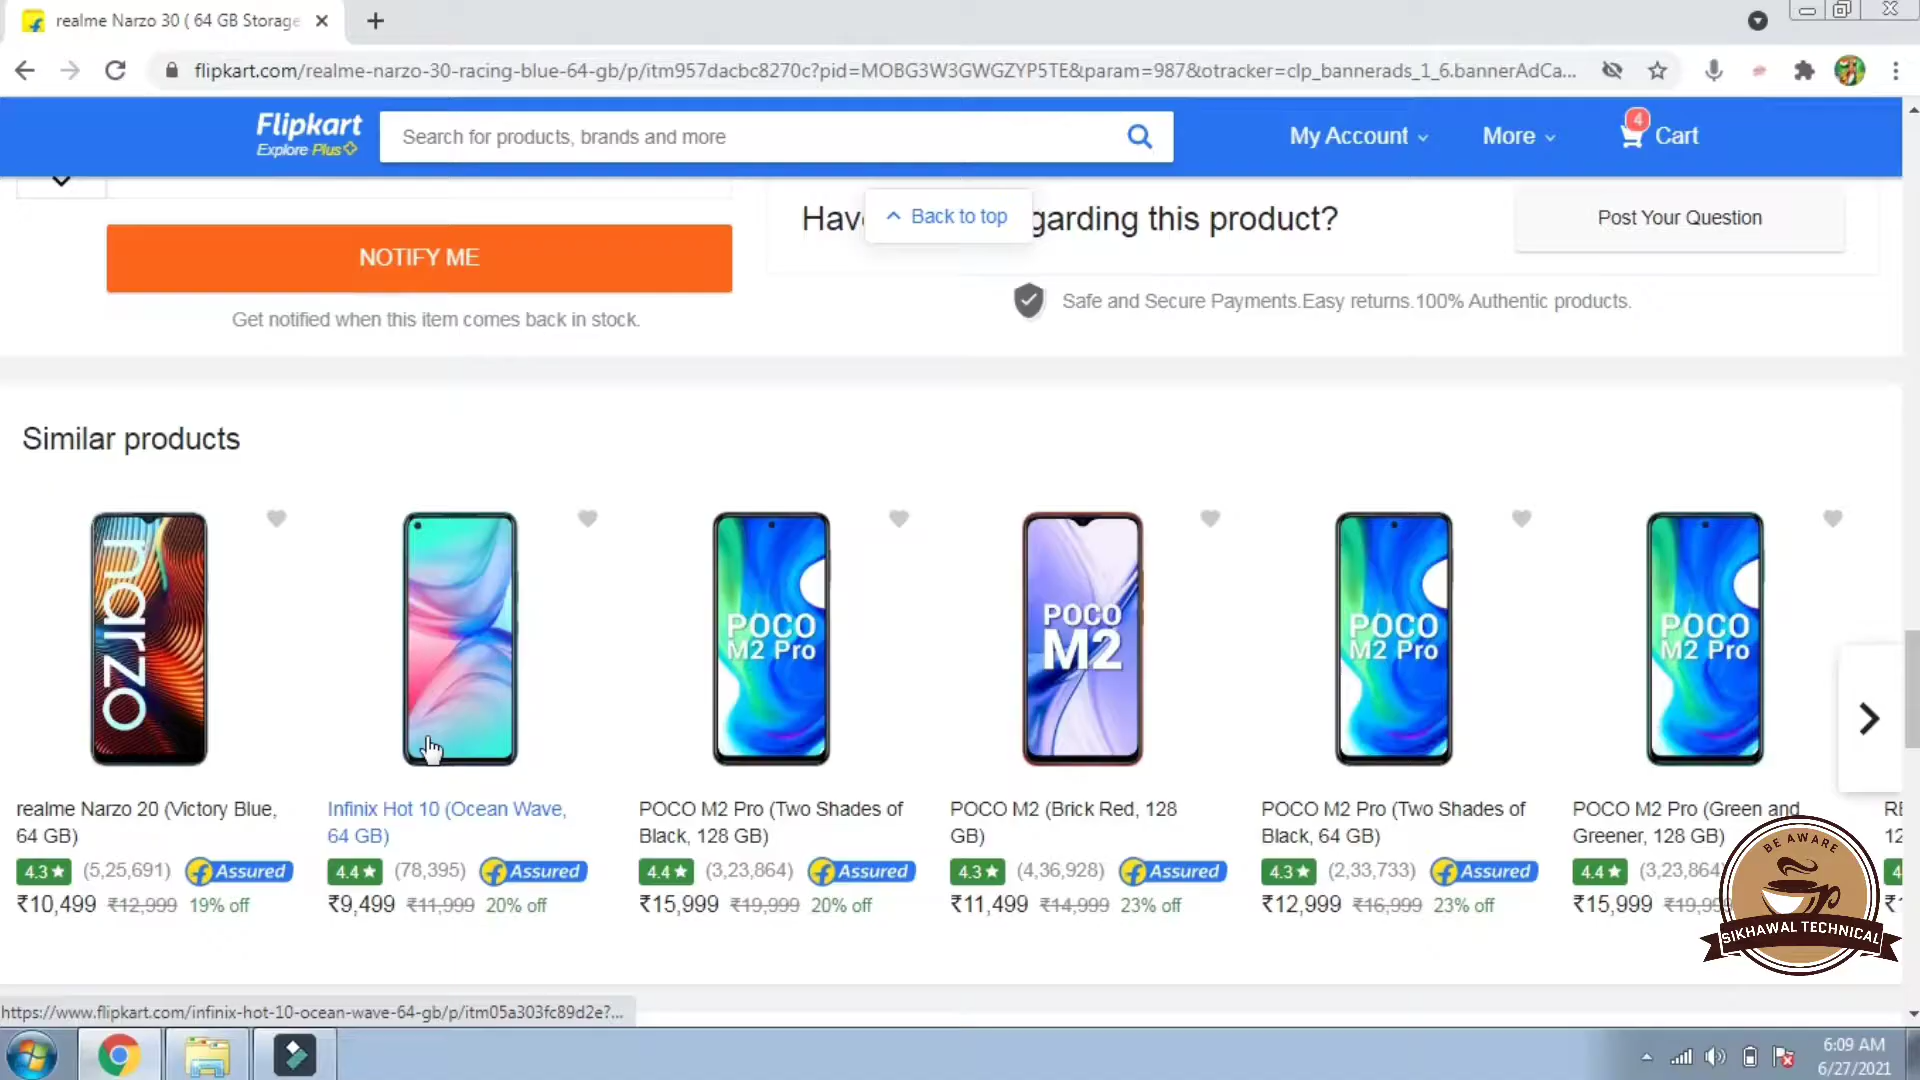 realme Narzo 30 ( 64 GB Storage
flipkart.com/realme-narzo-30-racing-blue-64-gb/p/itm957dacbc8270c?pid=MOBG3W3GWGZYP5TE&param=987&otracker=clp_bannerads_1_6.bannerAdCa...
Flipkart
Explore Plus
Search for products, brands and more
My Account
More
4
Cart
Hav
Back to top
garding this product?
Post Your Question
NOTIFY ME
Get notified when this item comes back in stock.
Safe and Secure Payments.Easy returns.100% Authentic products.
Similar products
narzo
POCO
M2 Pro
POCO
M2
POCO
M2 Pro
POCO
M2 Pro
realme Narzo 20 (Victory Blue,
64 GB)
4.3★ (5,25,691) Assured
₹10,499 ₹12,999 19% off
Infinix Hot 10 (Ocean Wave,
64 GB)
4.4★ (78,395) Assured
₹9,499 ₹11,999 20% off
POCO M2 Pro (Two Shades of
Black, 128 GB)
4.4★ (3,23,864) Assured
₹15,999 ₹19,999 20% off
POCO M2 (Brick Red, 128
GB)
4.3★ (4,36,928) Assured
₹11,499 ₹14,999 23% off
POCO M2 Pro (Two Shades of
Black, 64 GB)
4.3★ (2,33,733) Assured
₹12,999 ₹16,999 23% off
POCO M2 Pro (Green and
Greener, 128 GB)
4.4★ (3,23,864)
₹15,999 ₹19,999
BE AWARE
SIKHAWAL TECHNICAL
https://www.flipkart.com/infinix-hot-10-ocean-wave-64-gb/p/itm05a303fc89d2e?...
6:09 AM
6/27/2021